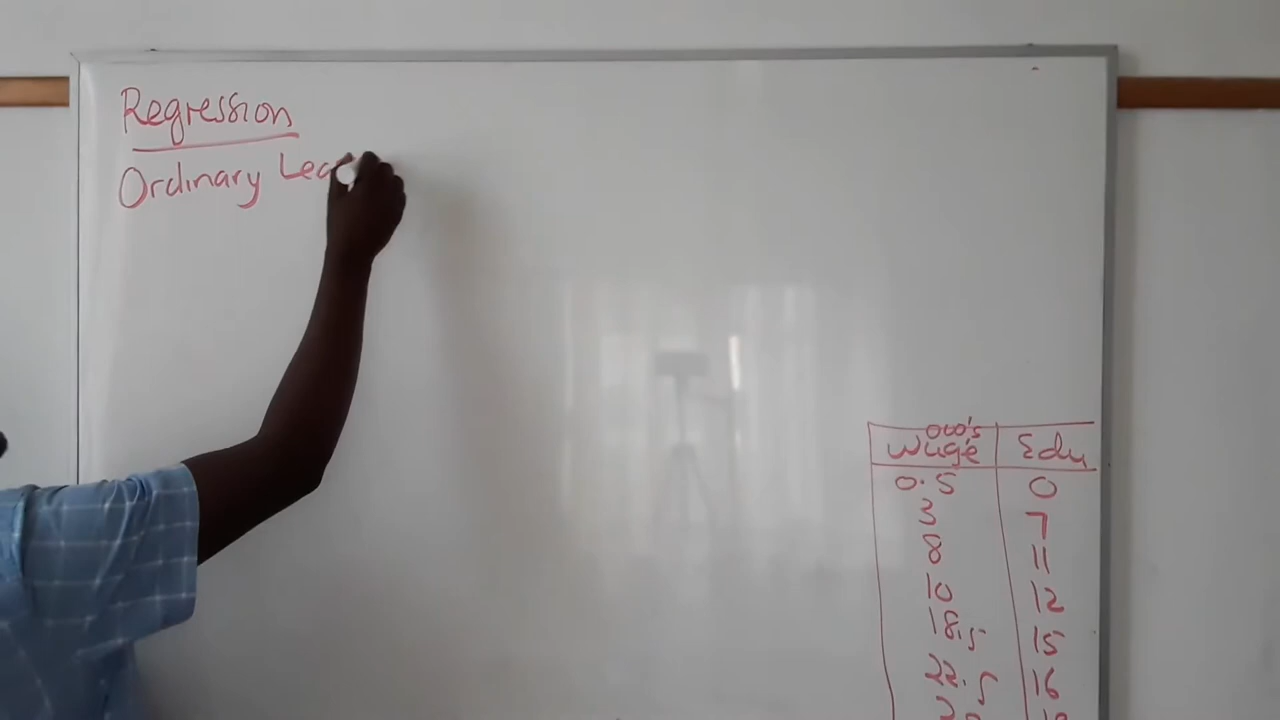 Regression
Ordinary Lea
000's
Wage Edu
0.5 0
3 7
8 11
10 12
18.5 15
22.5 16